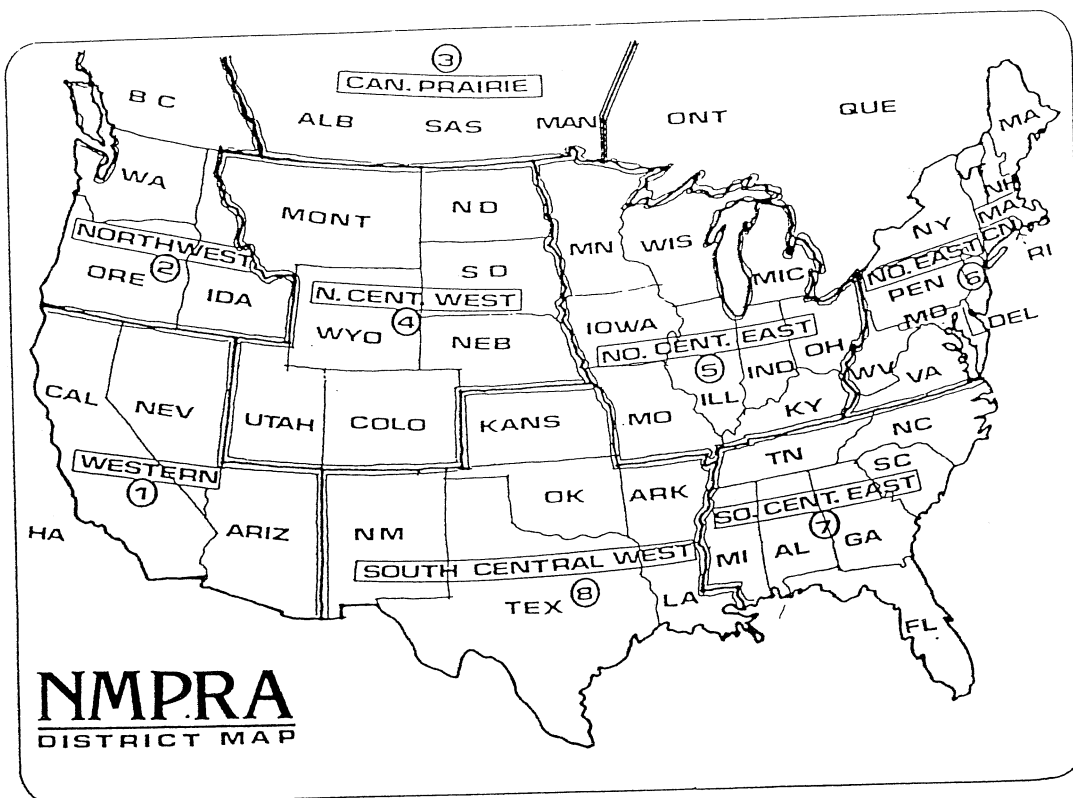 3
CAN. PRAIRIE
B C
ALB
SAS
MAN
ONT
QUE
MA
WA
MONT
N D
MN
WIS
MIC
NY
NH
MA
CN
RI
NORTHWEST
2
ORE
IDA
S D
N. CENT. WEST
4
WYO
NEB
IOWA
NO. CENT. EAST
5
NO. EAST
6
PEN
MD
DEL
OH
IND
ILL
WV
VA
CAL
NEV
UTAH
COLO
KANS
MO
KY
NC
TN
SC
WESTERN
1
HA
ARIZ
NM
OK
ARK
SO. CENT. EAST
7
MI
AL
GA
SOUTH CENTRAL WEST
8
TEX
LA
FL
NMPRA
DISTRICT MAP